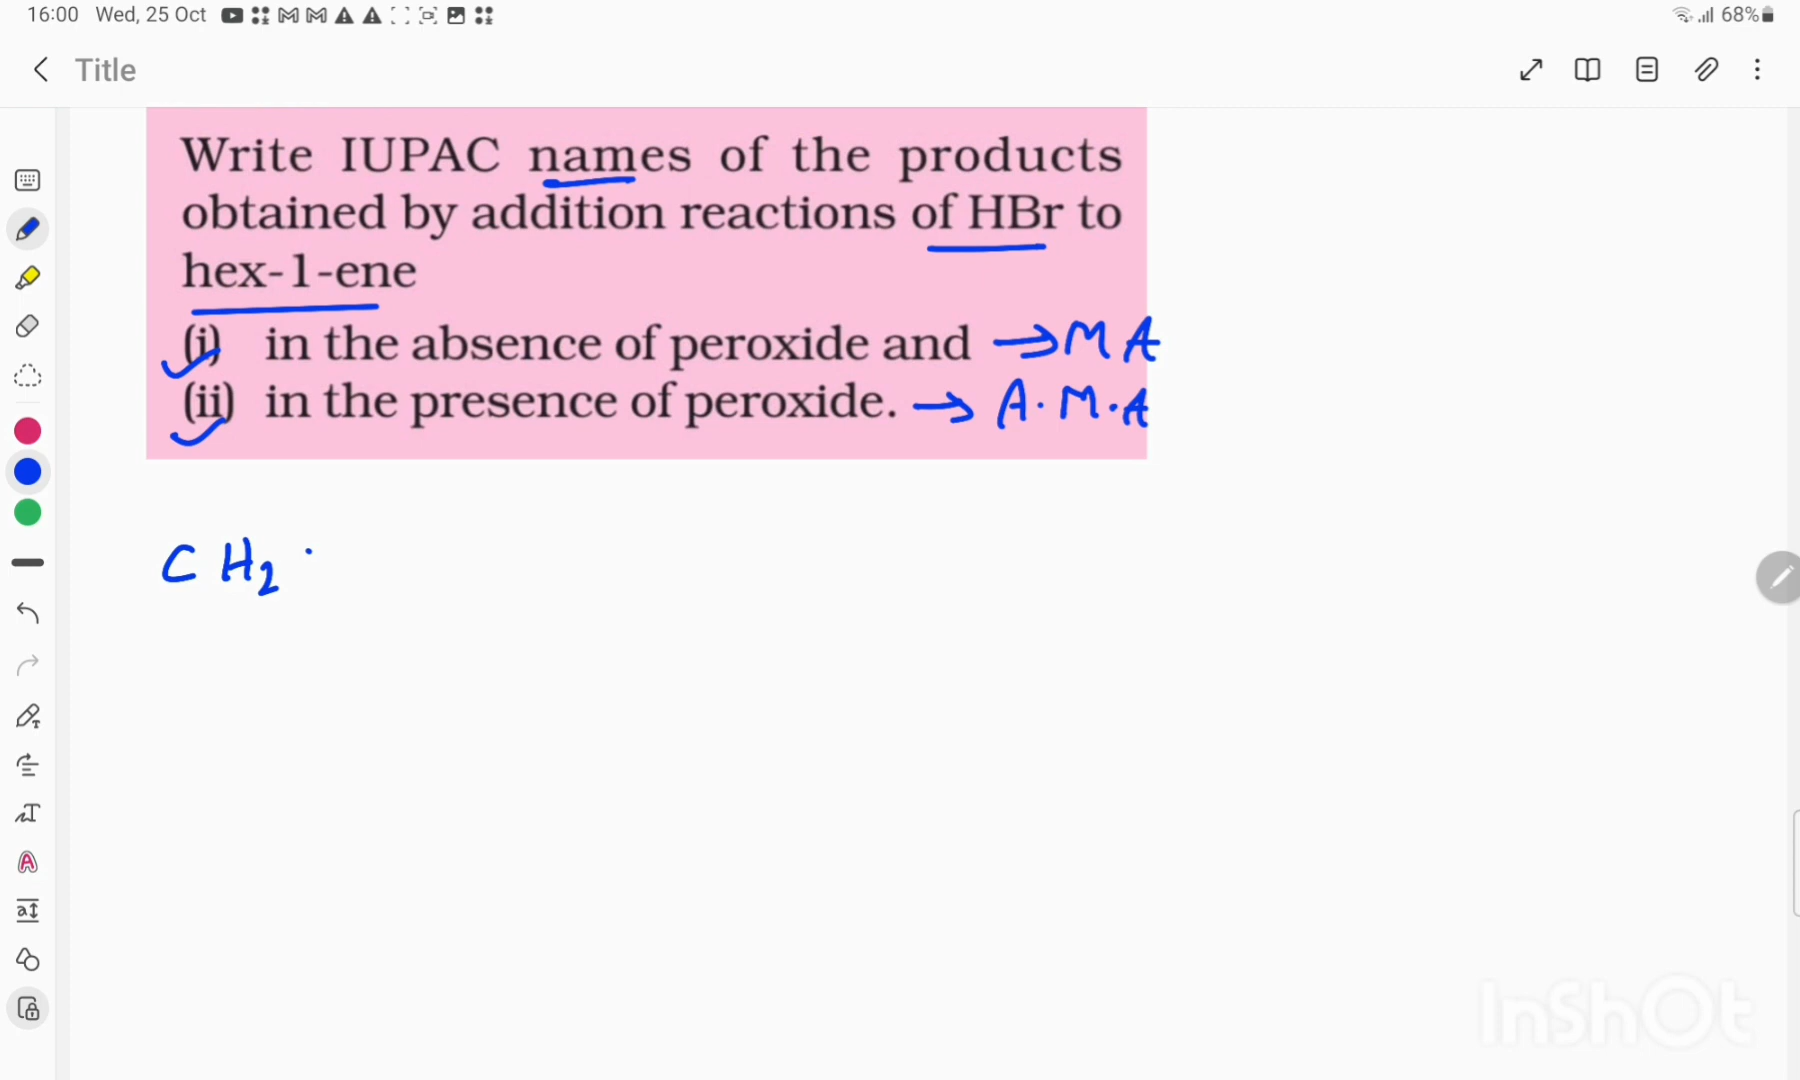 16:00 Wed, 25 Oct 68%
Title
Write IUPAC names of the products
obtained by addition reactions of HBr to
hex-1-ene
(i) in the absence of peroxide and → M A
(ii) in the presence of peroxide. → A·M·A
CH2
InShOt